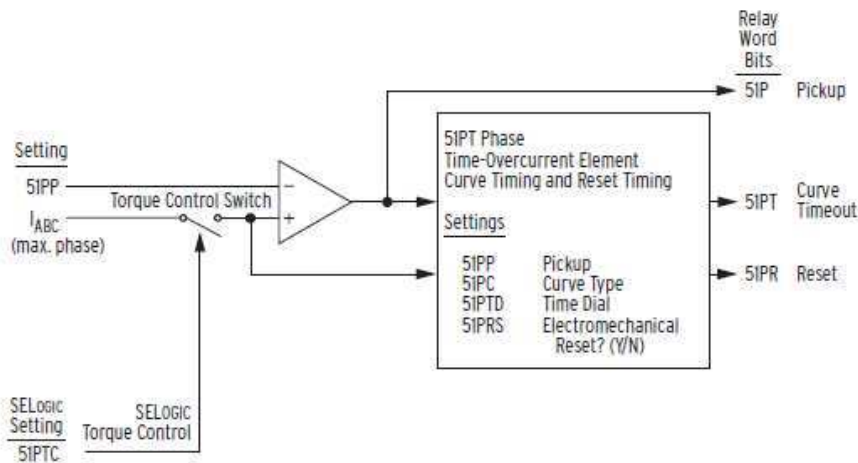 Relay
Word
Bits
51P Pickup
Setting
51PP
I_ABC
(max. phase)
Torque Control Switch
−
+
51PT Phase
Time-Overcurrent Element
Curve Timing and Reset Timing
Settings
51PP Pickup
51PC Curve Type
51PTD Time Dial
51PRS Electromechanical
Reset? (Y/N)
51PT Curve
Timeout
51PR Reset
SELOGIC
Setting
51PTC
SELOGIC
Torque Control